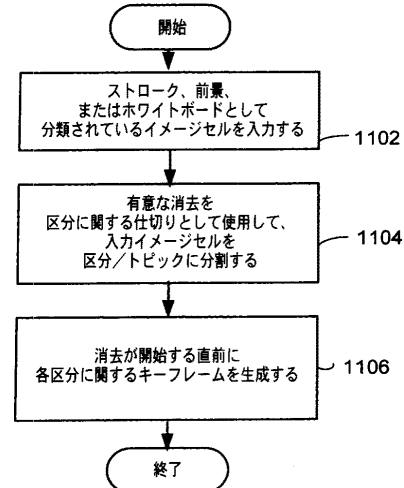 開始
ストローク、前景、
またはホワイトボードとして
分類されているイメージセルを入力する
1102
有意な消去を
区分に関する仕切りとして使用して、
入力イメージセルを
区分／トピックに分割する
1104
消去が開始する直前に
各区分に関するキーフレームを生成する
1106
終了